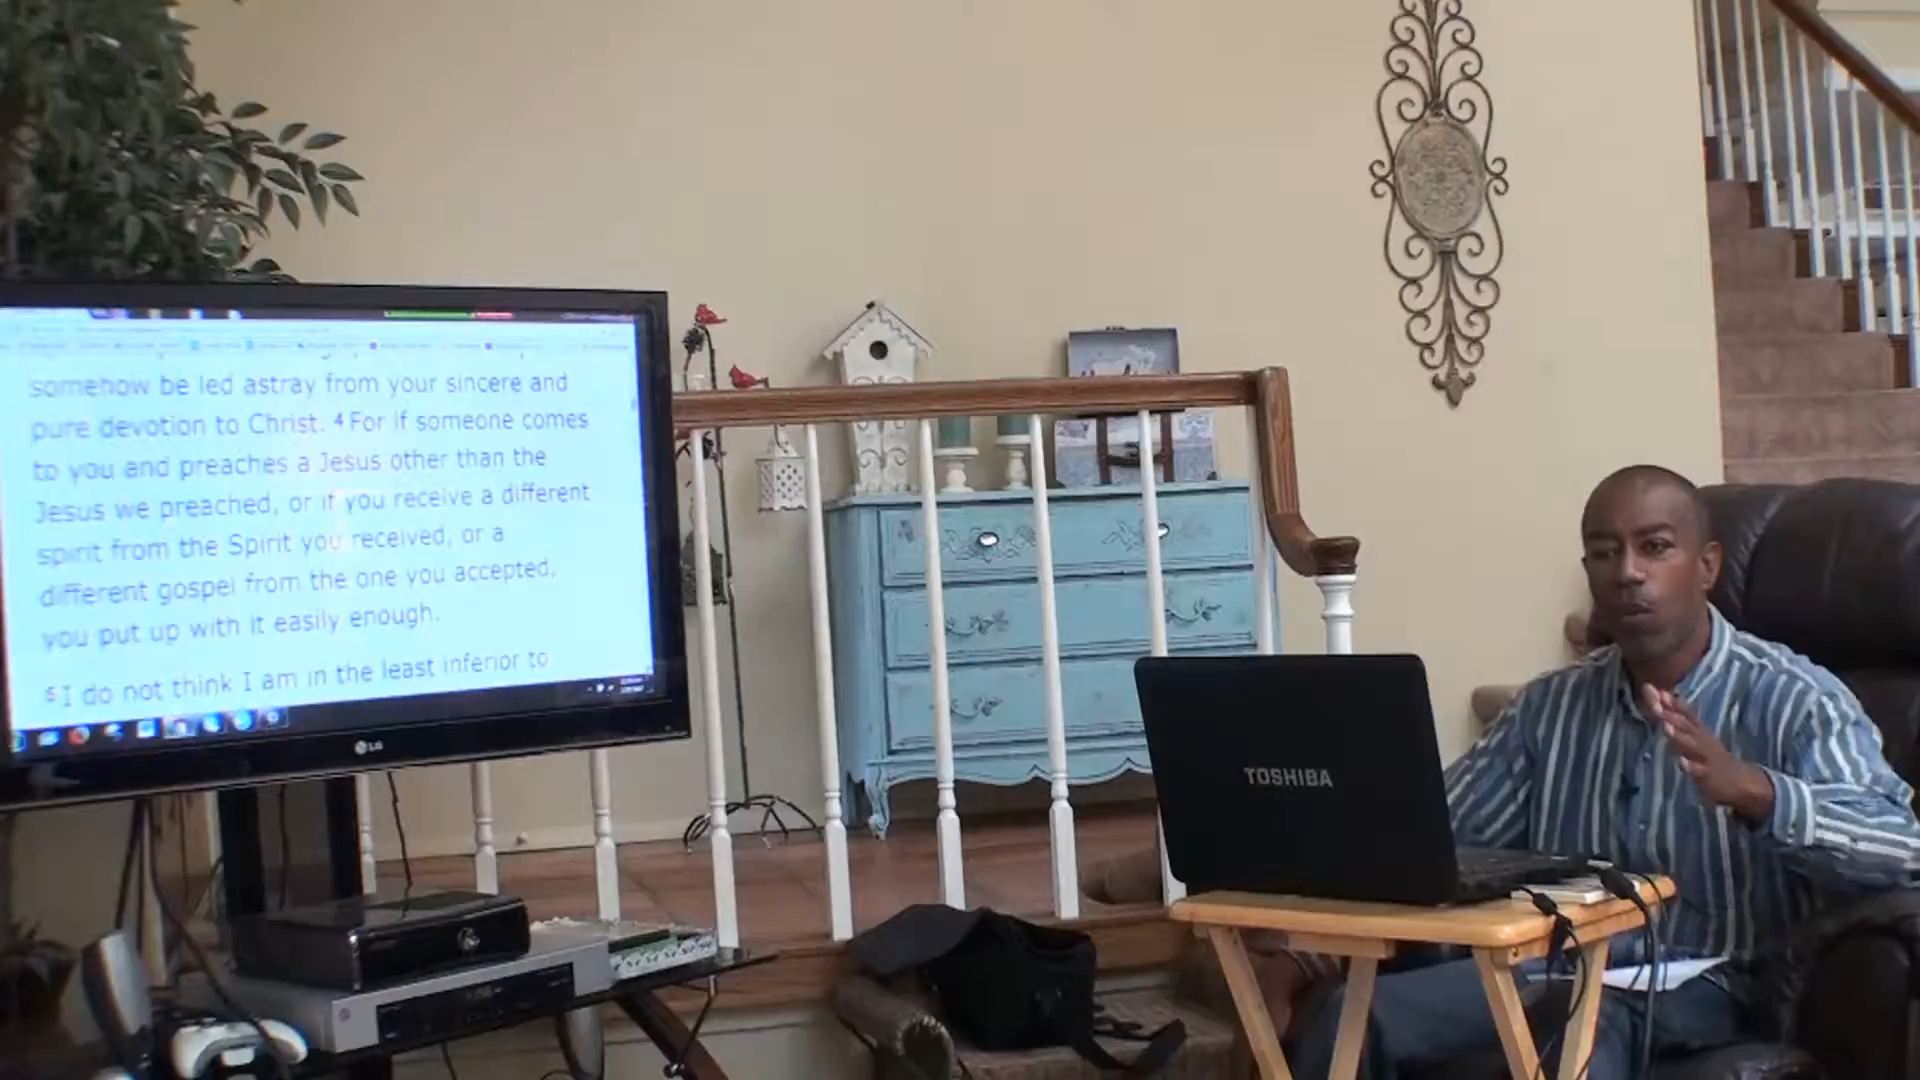 somehow be led astray from your sincere and
pure devotion to Christ. 4 For if someone comes
to you and preaches a Jesus other than the
Jesus we preached, or if you receive a different
spirit from the Spirit you received, or a
different gospel from the one you accepted,
you put up with it easily enough.
5 I do not think I am in the least inferior to
LG
TOSHIBA